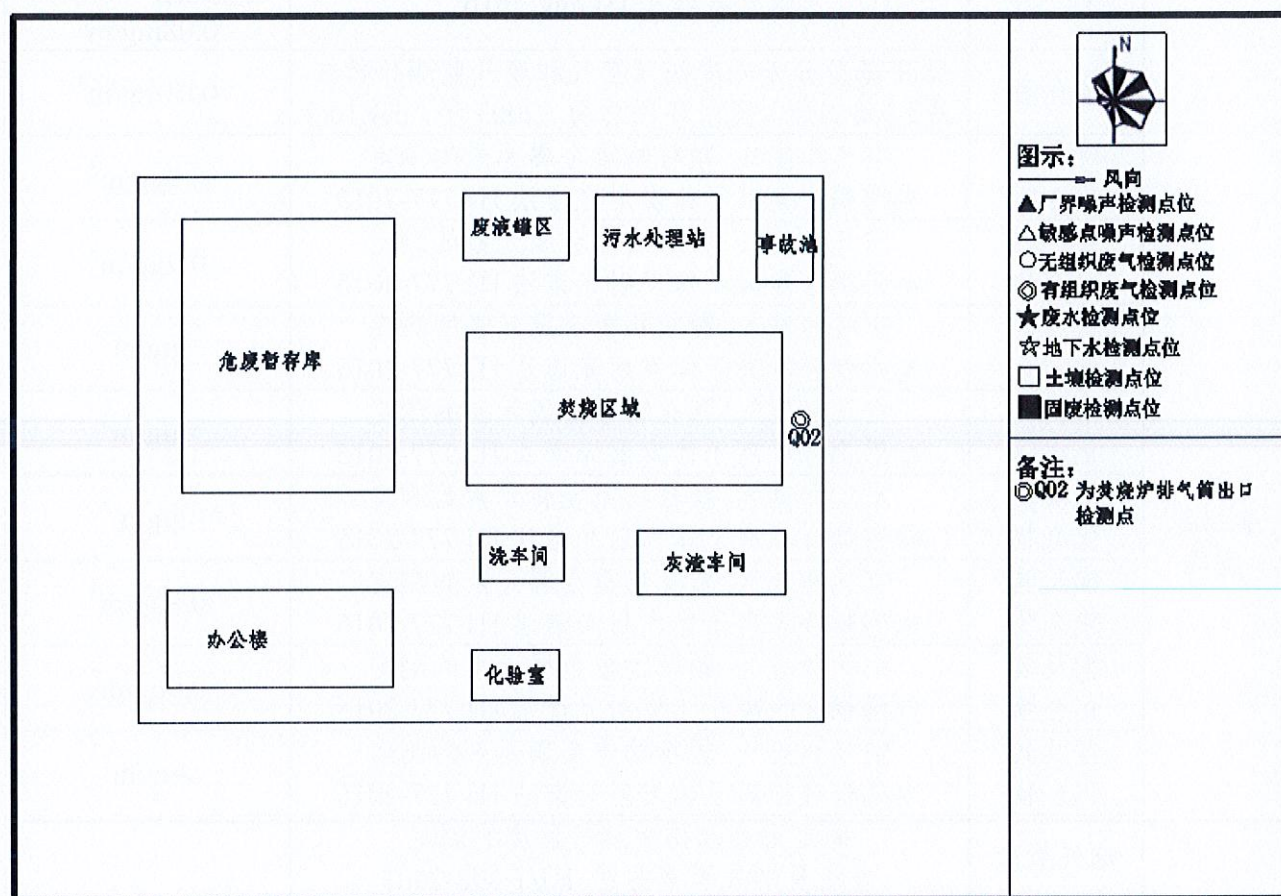 N
图示：
风向
▲厂界噪声检测点位
△敏感点噪声检测点位
○无组织废气检测点位
◎有组织废气检测点位
★废水检测点位
☆地下水检测点位
□土壤检测点位
■固废检测点位
废液罐区
污水处理站
事故池
危废暂存库
焚烧区域
◎
Q02
洗车间
灰渣车间
办公楼
化验室
备注：
◎Q02 为焚烧炉排气筒出口
检测点